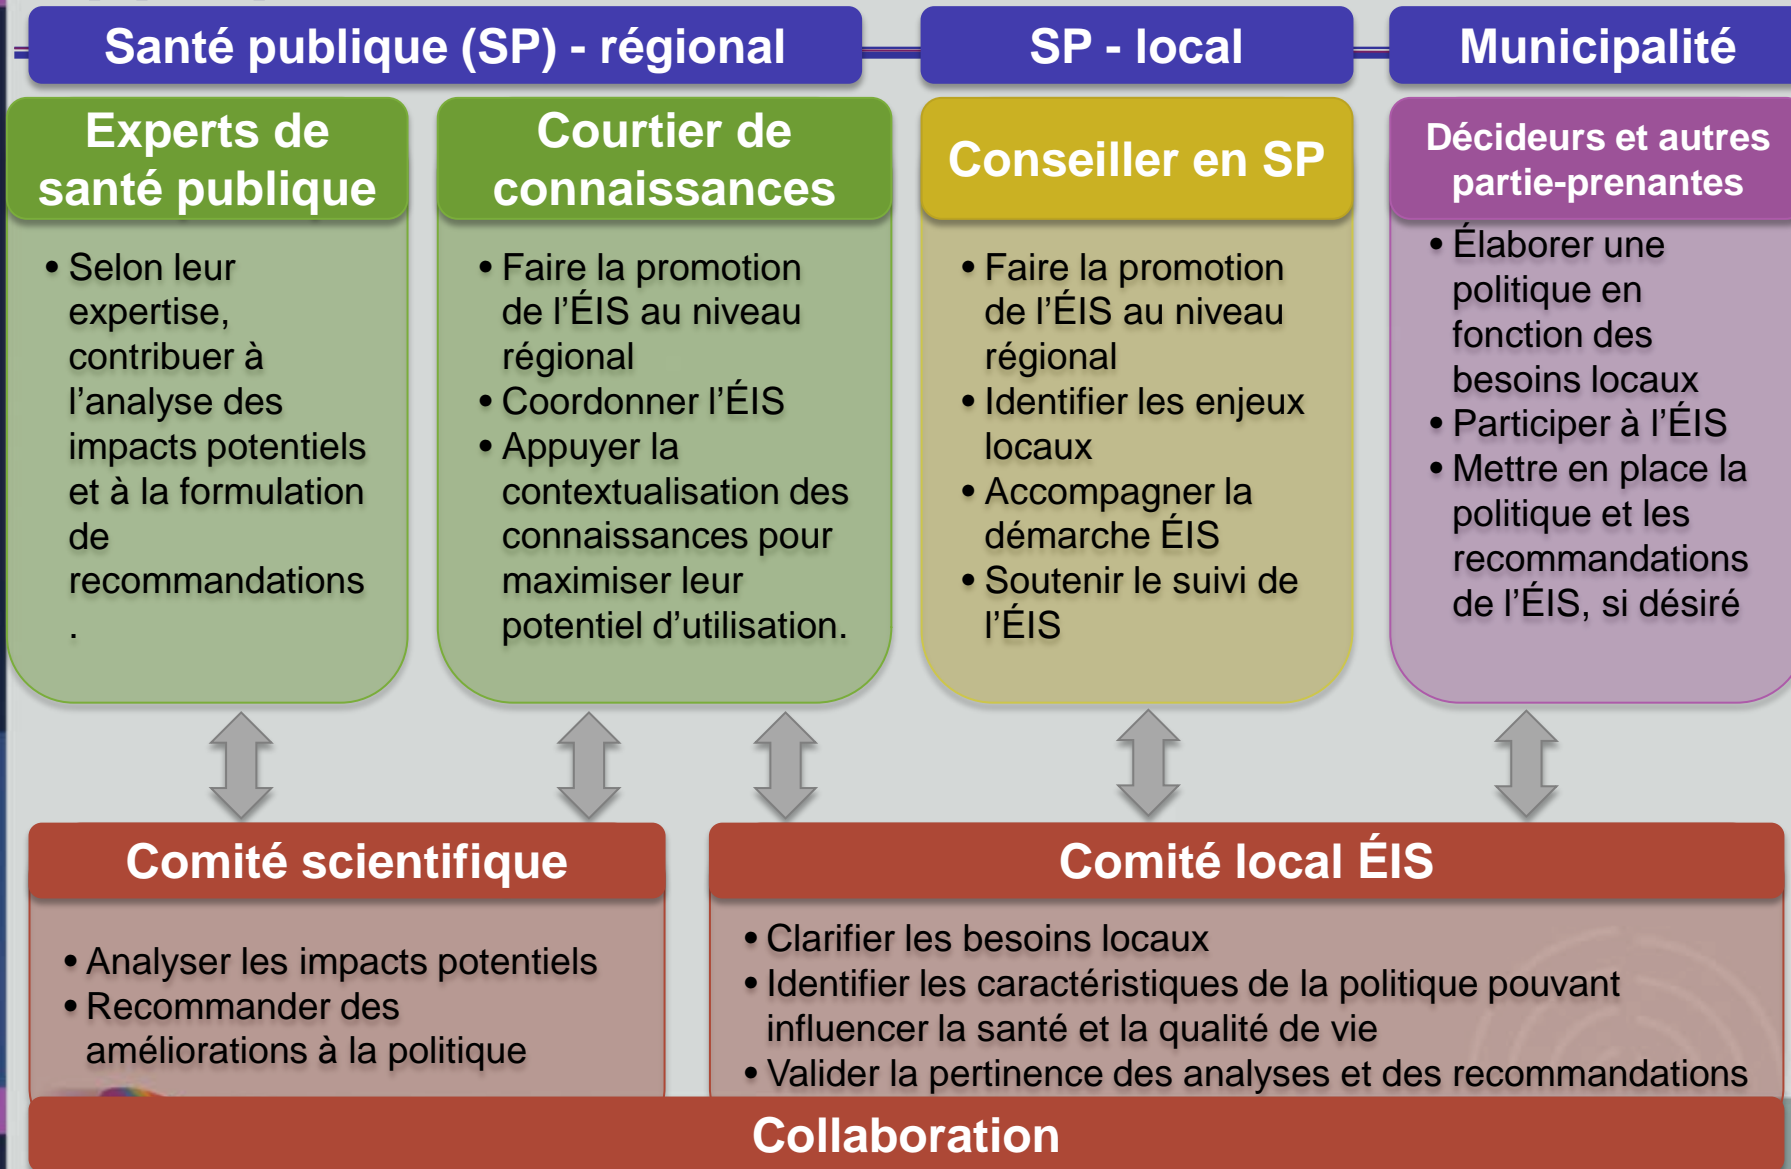 Santé publique (SP) - régional
SP - local
Municipalité
Experts de
santé publique
• Selon leur
expertise,
contribuer à
l’analyse des
impacts potentiels
et à la formulation
de
recommandations
.
Courtier de
connaissances
• Faire la promotion
de l’ÉIS au niveau
régional
• Coordonner l’ÉIS
• Appuyer la
contextualisation des
connaissances pour
maximiser leur
potentiel d’utilisation.
Conseiller en SP
• Faire la promotion
de l’ÉIS au niveau
régional
• Identifier les enjeux
locaux
• Accompagner la
démarche ÉIS
• Soutenir le suivi de
l’ÉIS
Décideurs et autres
partie-prenantes
• Élaborer une
politique en
fonction des
besoins locaux
• Participer à l’ÉIS
• Mettre en place la
politique et les
recommandations
de l’ÉIS, si désiré
Comité scientifique
• Analyser les impacts potentiels
• Recommander des
améliorations à la politique
Comité local ÉIS
• Clarifier les besoins locaux
• Identifier les caractéristiques de la politique pouvant
influencer la santé et la qualité de vie
• Valider la pertinence des analyses et des recommandations
Collaboration